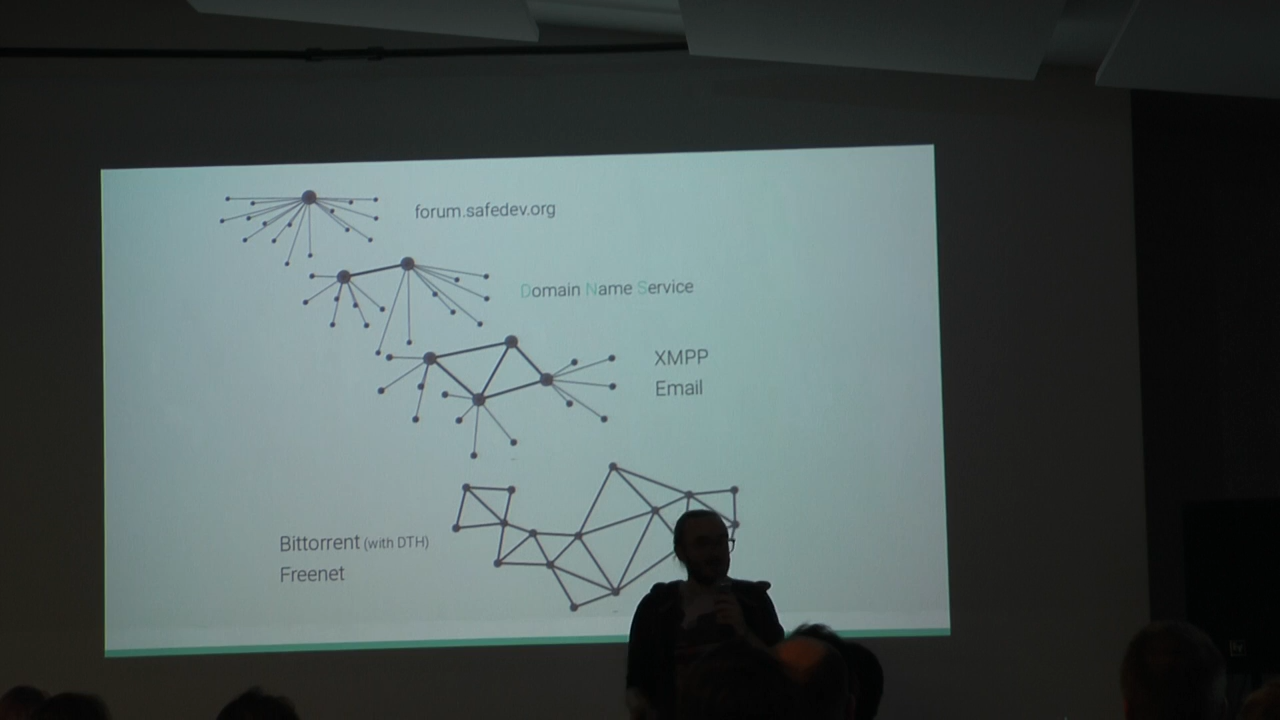 forum.safedev.org
Domain Name Service
XMPP
Email
Bittorrent (with DTH)
Freenet